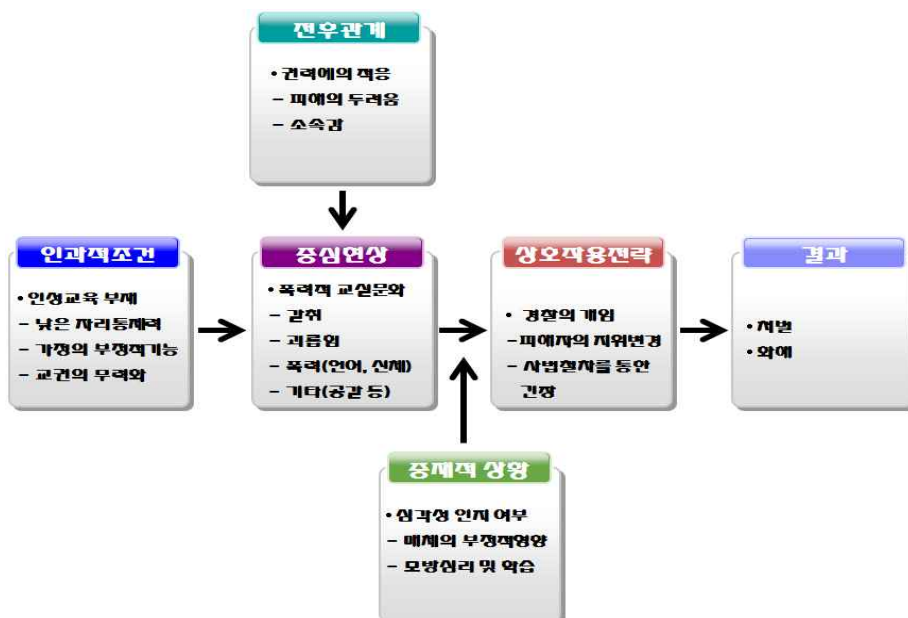 전후관계
• 권력에의 적응
– 피해의 두려움
– 소속감
인과적조건
• 인성교육 부재
– 낮은 자리통제력
– 가정의 부정적기능
– 교권의 무력화
중심현상
• 폭력적 교실문화
– 갈취
– 괴롭힘
– 폭력(언어, 신체)
– 기타(공갈 등)
상호작용전략
• 경찰의 개입
–피해자의 지위변경
– 사법절차를 통한
긴장
결과
• 처벌
• 화해
중재적 상황
• 심각성 인지 여부
– 매체의 부정적영향
– 모방심리 및 학습